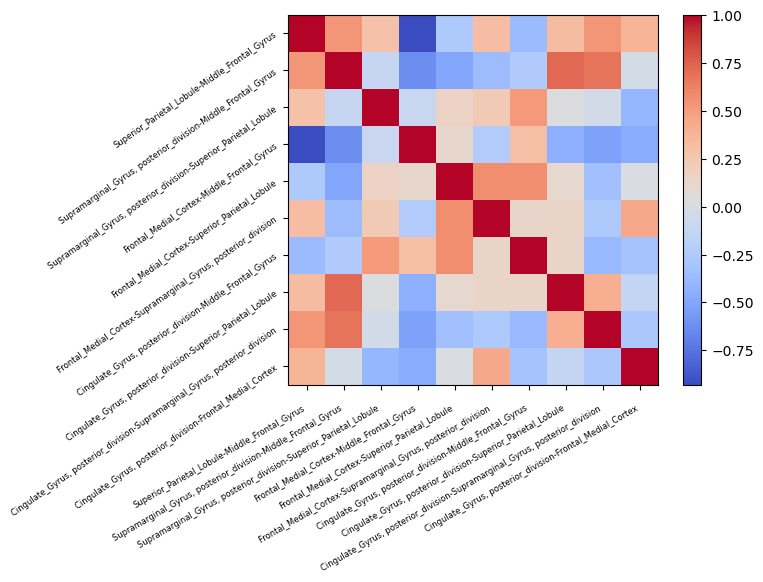 Superior_Parietal_Lobule-Middle_Frontal_Gyrus
Supramarginal_Gyrus, posterior_division-Middle_Frontal_Gyrus
Supramarginal_Gyrus, posterior_division-Superior_Parietal_Lobule
Frontal_Medial_Cortex-Middle_Frontal_Gyrus
Frontal_Medial_Cortex-Superior_Parietal_Lobule
Frontal_Medial_Cortex-Supramarginal_Gyrus, posterior_division
Cingulate_Gyrus, posterior_division-Middle_Frontal_Gyrus
Cingulate_Gyrus, posterior_division-Superior_Parietal_Lobule
Cingulate_Gyrus, posterior_division-Supramarginal_Gyrus, posterior_division
Cingulate_Gyrus, posterior_division-Frontal_Medial_Cortex
Superior_Parietal_Lobule-Middle_Frontal_Gyrus
Supramarginal_Gyrus, posterior_division-Middle_Frontal_Gyrus
Supramarginal_Gyrus, posterior_division-Superior_Parietal_Lobule
Frontal_Medial_Cortex-Middle_Frontal_Gyrus
Frontal_Medial_Cortex-Superior_Parietal_Lobule
Frontal_Medial_Cortex-Supramarginal_Gyrus, posterior_division
Cingulate_Gyrus, posterior_division-Middle_Frontal_Gyrus
Cingulate_Gyrus, posterior_division-Superior_Parietal_Lobule
Cingulate_Gyrus, posterior_division-Supramarginal_Gyrus, posterior_division
Cingulate_Gyrus, posterior_division-Frontal_Medial_Cortex
1.00
0.75
0.50
0.25
0.00
−0.25
−0.50
−0.75